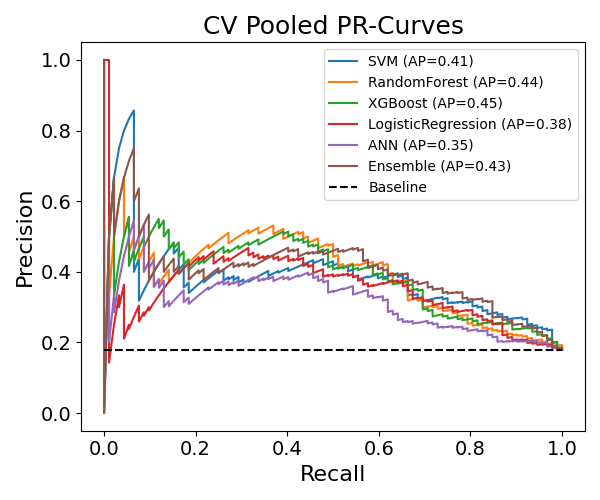 CV Pooled PR-Curves
1.0
0.8
0.6
0.4
0.2
0.0
Precision
SVM (AP=0.41)
RandomForest (AP=0.44)
XGBoost (AP=0.45)
LogisticRegression (AP=0.38)
ANN (AP=0.35)
Ensemble (AP=0.43)
Baseline
0.0 0.2 0.4 0.6 0.8 1.0
Recall